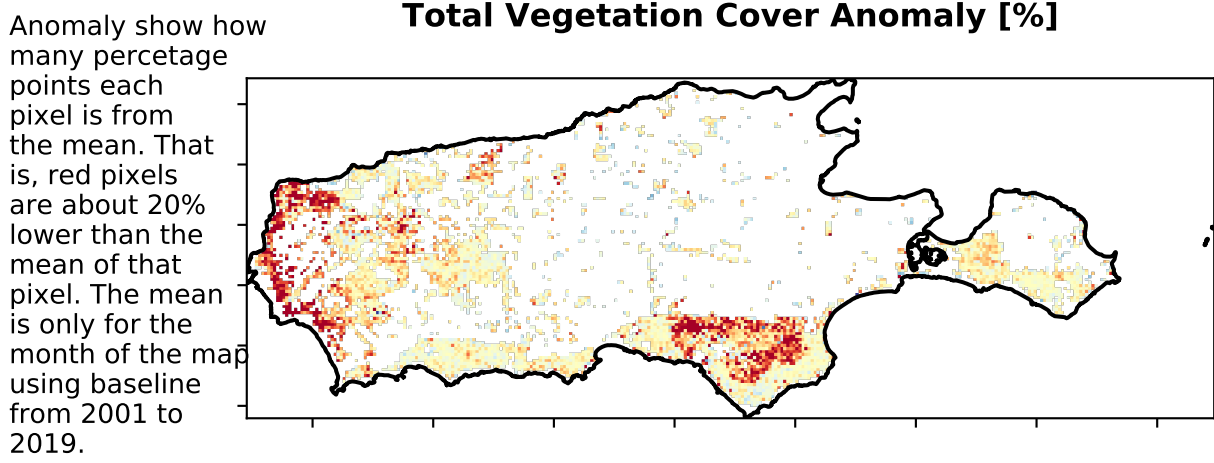 Total Vegetation Cover Anomaly [%]
Anomaly show how
many percetage
points each
pixel is from
the mean. That
is, red pixels
are about 20%
lower than the
mean of that
pixel. The mean
is only for the
month of the map
using baseline
from 2001 to
2019.